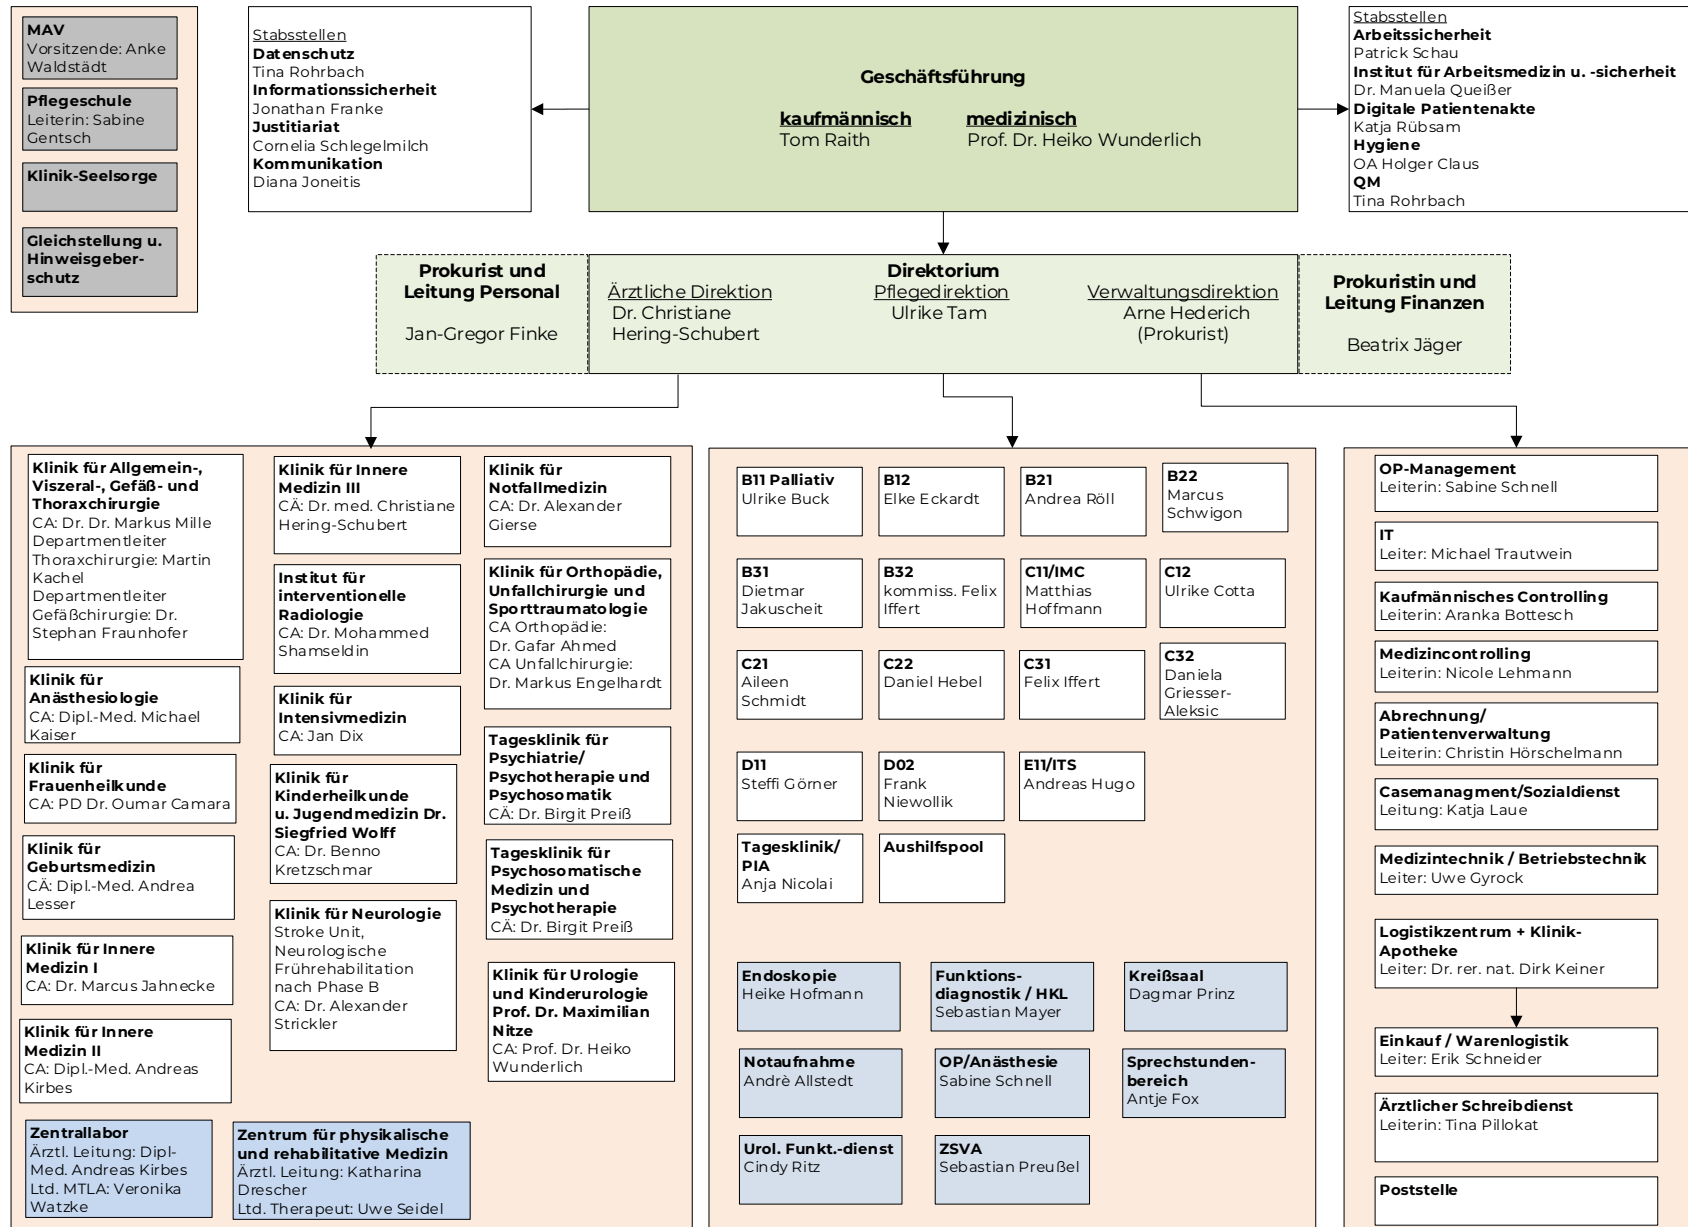 MAV
Vorsitzende: Anke
Waldstädt
Pflegeschule
Leiterin: Sabine
Gentsch
Klinik-Seelsorge
Gleichstellung u.
Hinweisgeber-
schutz
Stabsstellen
Datenschutz
Tina Rohrbach
Informationssicherheit
Jonathan Franke
Justitiariat
Cornelia Schlegelmilch
Kommunikation
Diana Joneitis
Geschäftsführung
kaufmännisch
Tom Raith
medizinisch
Prof. Dr. Heiko Wunderlich
Stabsstellen
Arbeitssicherheit
Patrick Schau
Institut für Arbeitsmedizin u. -sicherheit
Dr. Manuela Queißer
Digitale Patientenakte
Katja Rübsam
Hygiene
OA Holger Claus
QM
Tina Rohrbach
Prokurist und
Leitung Personal
Jan-Gregor Finke
Direktorium
Ärztliche Direktion
Dr. Christiane
Hering-Schubert
Pflegedirektion
Ulrike Tam
Verwaltungsdirektion
Arne Hederich
(Prokurist)
Prokuristin und
Leitung Finanzen
Beatrix Jäger
Klinik für Allgemein-,
Viszeral-, Gefäß- und
Thoraxchirurgie
CA: Dr. Dr. Markus Mille
Departmentleiter
Thoraxchirurgie: Martin
Kachel
Departmentleiter
Gefäßchirurgie: Dr.
Stephan Fraunhofer
Klinik für
Anästhesiologie
CA: Dipl.-Med. Michael
Kaiser
Klinik für
Frauenheilkunde
CA: PD Dr. Oumar Camara
Klinik für
Geburtsmedizin
CÄ: Dipl.-Med. Andrea
Lesser
Klinik für Innere
Medizin I
CA: Dr. Marcus Jahnecke
Klinik für Innere
Medizin II
CA: Dipl.-Med. Andreas
Kirbes
Zentrallabor
Ärztl. Leitung: Dipl-
Med. Andreas Kirbes
Ltd. MTLA: Veronika
Watzke
Klinik für Innere
Medizin III
CÄ: Dr. med. Christiane
Hering-Schubert
Institut für
interventionelle
Radiologie
CA: Dr. Mohammed
Shamseldin
Klinik für
Intensivmedizin
CA: Jan Dix
Klinik für
Kinderheilkunde
u. Jugendmedizin Dr.
Siegfried Wolff
CA: Dr. Benno
Kretzschmar
Klinik für Neurologie
Stroke Unit,
Neurologische
Frührehabilitation
nach Phase B
CA: Dr. Alexander
Strickler
Zentrum für physikalische
und rehabilitative Medizin
Ärztl. Leitung: Katharina
Drescher
Ltd. Therapeut: Uwe Seidel
Klinik für
Notfallmedizin
CA: Dr. Alexander
Gierse
Klinik für Orthopädie,
Unfallchirurgie und
Sporttraumatologie
CA Orthopädie:
Dr. Gafar Ahmed
CA Unfallchirurgie:
Dr. Markus Engelhardt
Tagesklinik für
Psychiatrie/
Psychotherapie und
Psychosomatik
CÄ: Dr. Birgit Preiß
Tagesklinik für
Psychosomatische
Medizin und
Psychotherapie
CÄ: Dr. Birgit Preiß
Klinik für Urologie
und Kinderurologie
Prof. Dr. Maximilian
Nitze
CA: Prof. Dr. Heiko
Wunderlich
B11 Palliativ
Ulrike Buck
B12
Elke Eckardt
B21
Andrea Röll
B22
Marcus
Schwigon
B31
Dietmar
Jakuscheit
B32
kommiss. Felix
Iffert
C11/IMC
Matthias
Hoffmann
C12
Ulrike Cotta
C21
Aileen
Schmidt
C22
Daniel Hebel
C31
Felix Iffert
C32
Daniela
Griesser-
Aleksic
D11
Steffi Görner
D02
Frank
Niewollik
E11/ITS
Andreas Hugo
Tagesklinik/
PIA
Anja Nicolai
Aushilfspool
Endoskopie
Heike Hofmann
Funktions-
diagnostik / HKL
Sebastian Mayer
Kreißsaal
Dagmar Prinz
Notaufnahme
Andrè Allstedt
OP/Anästhesie
Sabine Schnell
Sprechstunden-
bereich
Antje Fox
Urol. Funkt.-dienst
Cindy Ritz
ZSVA
Sebastian Preußel
OP-Management
Leiterin: Sabine Schnell
IT
Leiter: Michael Trautwein
Kaufmännisches Controlling
Leiterin: Aranka Bottesch
Medizincontrolling
Leiterin: Nicole Lehmann
Abrechnung/
Patientenverwaltung
Leiterin: Christin Hörschelmann
Casemanagment/Sozialdienst
Leitung: Katja Laue
Medizintechnik / Betriebstechnik
Leiter: Uwe Gyrock
Logistikzentrum + Klinik-
Apotheke
Leiter: Dr. rer. nat. Dirk Keiner
Einkauf / Warenlogistik
Leiter: Erik Schneider
Ärztlicher Schreibdienst
Leiterin: Tina Pillokat
Poststelle